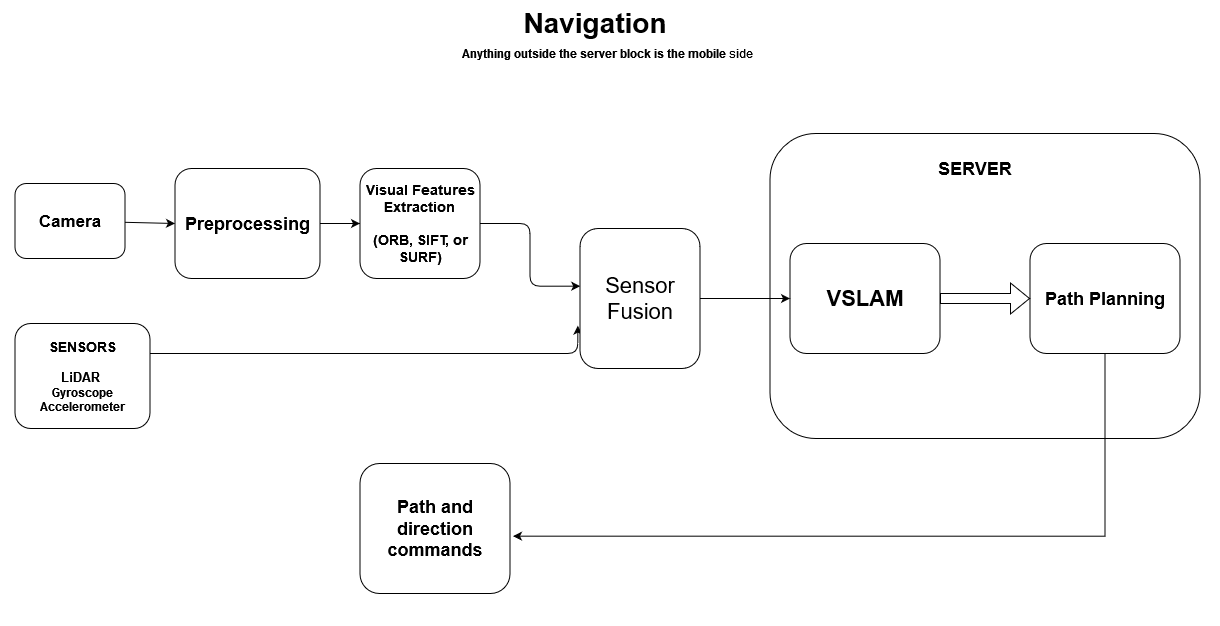 Navigation
Anything outside the server block is the mobile side
SERVER
Camera
Preprocessing
Visual Features
Extraction
(ORB, SIFT, or
SURF)
Sensor
Fusion
VSLAM
Path Planning
SENSORS
LiDAR
Gyroscope
Accelerometer
Path and
direction
commands